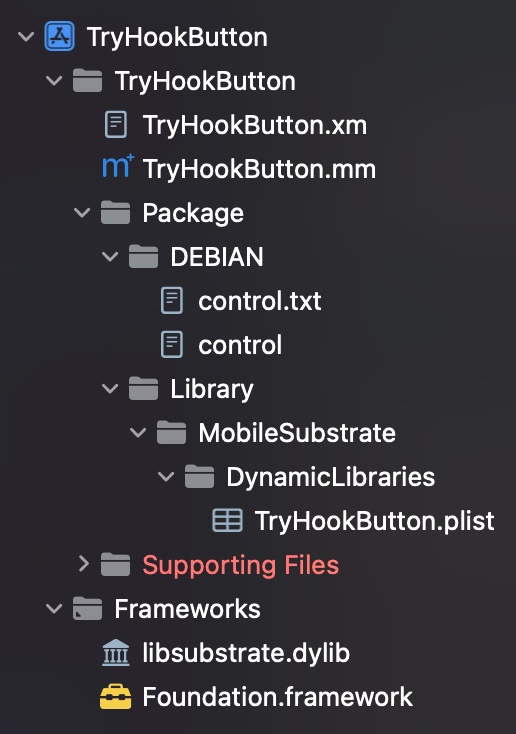 TryHookButton
TryHookButton
TryHookButton.xm
TryHookButton.mm
Package
DEBIAN
control.txt
control
Library
MobileSubstrate
DynamicLibraries
TryHookButton.plist
Supporting Files
Frameworks
libsubstrate.dylib
Foundation.framework